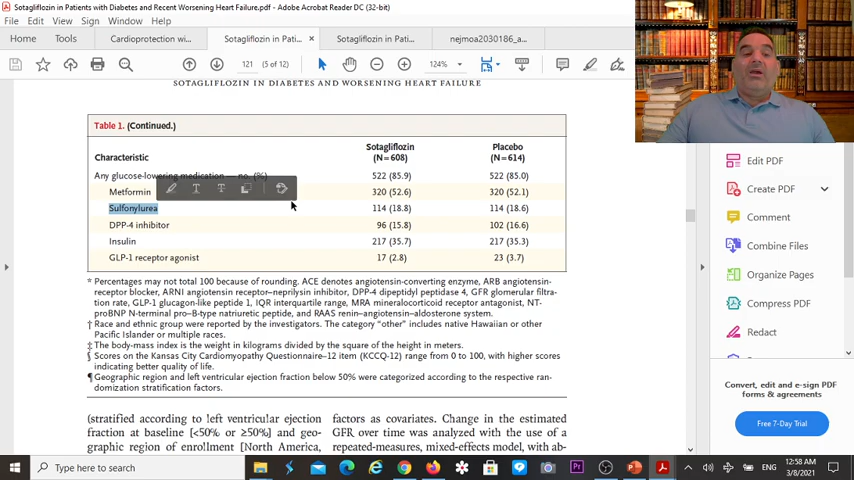 Sotagliflozin in Patients with Diabetes and Recent Worsening Heart Failure.pdf - Adobe Acrobat Reader DC (32-bit)
File Edit View Sign Window Help
Home Tools Cardioprotection wi... Sotagliflozin in Pati... × Sotagliflozin in Pati... nejmoa2030186_a...
121 (5 of 12) 124%
SOTAGLIFLOZIN IN DIABETES AND WORSENING HEART FAILURE
Table 1. (Continued.)
Characteristic Sotagliflozin (N=608) Placebo (N=614)
Any glucose-lowering medication — no. (%) 522 (85.9) 522 (85.0)
Metformin 320 (52.6) 320 (52.1)
Sulfonylurea 114 (18.8) 114 (18.6)
DPP-4 inhibitor 96 (15.8) 102 (16.6)
Insulin 217 (35.7) 217 (35.3)
GLP-1 receptor agonist 17 (2.8) 23 (3.7)
* Percentages may not total 100 because of rounding. ACE denotes angiotensin-converting enzyme, ARB angiotensin-
receptor blocker, ARNI angiotensin receptor–neprilysin inhibitor, DPP-4 dipeptidyl peptidase 4, GFR glomerular filtra-
tion rate, GLP-1 glucagon-like peptide 1, IQR interquartile range, MRA mineralocorticoid receptor antagonist, NT-
proBNP N-terminal pro–B-type natriuretic peptide, and RAAS renin–angiotensin–aldosterone system.
† Race and ethnic group were reported by the investigators. The category “other” includes native Hawaiian or other
Pacific Islander or multiple races.
‡ The body-mass index is the weight in kilograms divided by the square of the height in meters.
§ Scores on the Kansas City Cardiomyopathy Questionnaire–12 item (KCCQ-12) range from 0 to 100, with higher scores
indicating better quality of life.
¶ Geographic region and left ventricular ejection fraction below 50% were categorized according to the respective ran-
domization stratification factors.
(stratified according to left ventricular ejection
fraction at baseline [<50% or ≥50%] and geo-
graphic region of enrollment [North America,
factors as covariates. Change in the estimated
GFR over time was analyzed with the use of a
repeated-measures, mixed-effects model, with ab-
Edit PDF
Create PDF
Comment
Combine Files
Organize Pages
Compress PDF
Redact
Convert, edit and e-sign PDF
forms & agreements
Free 7-Day Trial
Type here to search
ENG
12:58 AM
3/8/2021